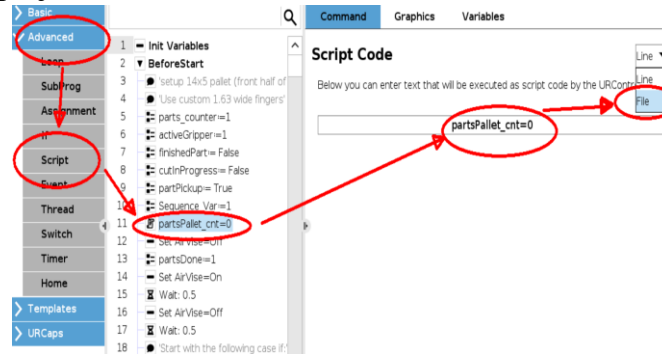 Basic
Advanced
Loop
SubProg
Assignment
If
Script
Event
Thread
Switch
Timer
Home
Templates
URCaps
1 Init Variables
2 BeforeStart
3 'setup 14x5 pallet (front half of
4 'Use custom 1.63 wide fingers'
5 parts_counter≔1
6 activeGripper≔1
7 finishedPart≔ False
8 cutInProgress≔ False
9 partPickup≔ True
10 Sequence_Var≔1
11 partsPallet_cnt=0
12 Set AirVise=Off
13 partsDone≔1
14 Set AirVise=On
15 Wait: 0.5
16 Set AirVise=Off
17 Wait: 0.5
18 'Start with the following case if:'
Command Graphics Variables
Script Code
Line
Below you can enter text that will be executed as script code by the URContr
Line
File
partsPallet_cnt=0